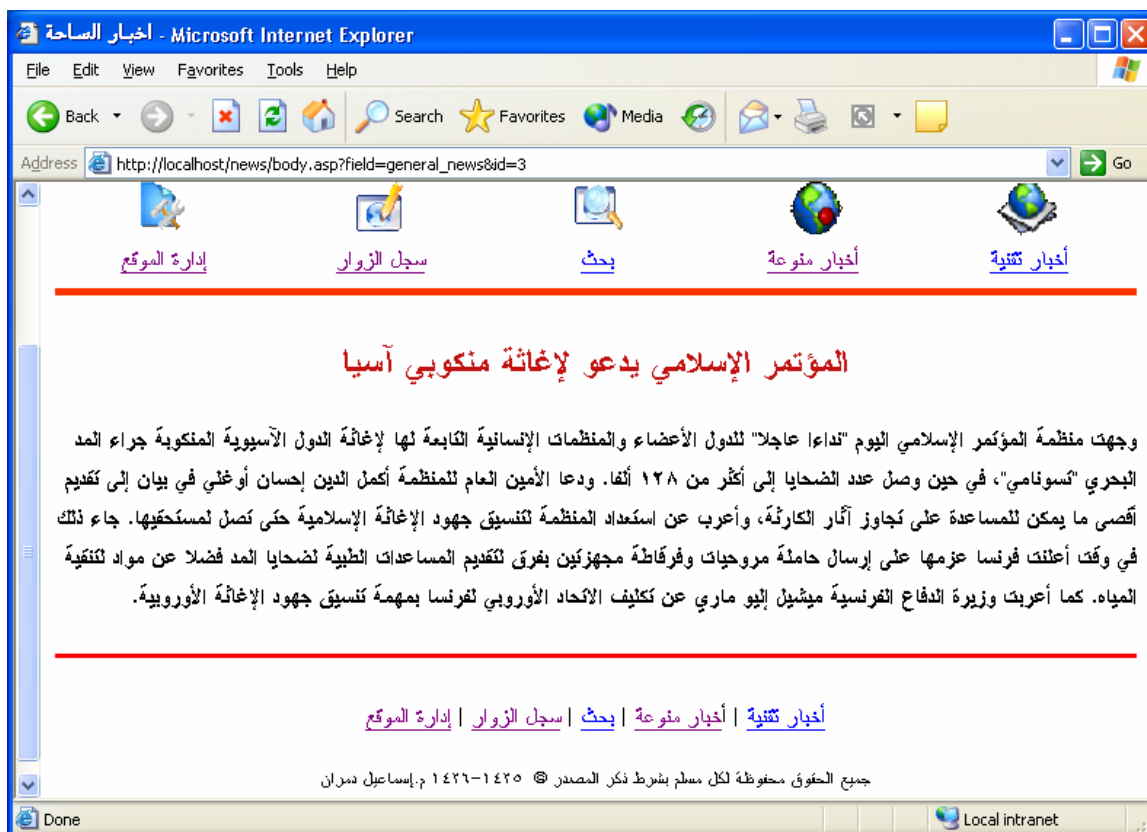 اخبار الساحة - Microsoft Internet Explorer
File Edit View Favorites Tools Help
Back Search Favorites Media
Address http://localhost/news/body.asp?field=general_news&id=3 Go
أخبار تقنية أخبار منوعة بحث سجل الزوار إدارة الموقع
المؤتمر الإسلامي يدعو لإغاثة منكوبي آسيا
وجهت منظمة المؤتمر الإسلامي اليوم "نداءا عاجلا" للدول الأعضاء والمنظمات الإنسانية التابعة لها لإغاثة الدول الآسيوية المنكوبة جراء المد
البحري "تسونامي"، في حين وصل عدد الضحايا إلى أكثر من ١٢٨ ألفا. ودعا الأمين العام للمنظمة أكمل الدين إحسان أوغلي في بيان إلى تقديم
أقصى ما يمكن للمساعدة على تجاوز آثار الكارثة، وأعرب عن استعداد المنظمة لتنسيق جهود الإغاثة الإسلامية حتى تصل لمستحقيها. جاء ذلك
في وقت أعلنت فرنسا عزمها على إرسال حاملة مروحيات وفرقاطة مجهزتين بفرق لتقديم المساعدات الطبية لضحايا المد فضلا عن مواد لتنقية
المياه. كما أعربت وزيرة الدفاع الفرنسية ميشيل إليو ماري عن تكليف الاتحاد الأوروبي لفرنسا بمهمة تنسيق جهود الإغاثة الأوروبية.
أخبار تقنية | أخبار منوعة | بحث | سجل الزوار | إدارة الموقع
جميع الحقوق محفوظة لكل مسلم بشرط ذكر المصدر © ١٤٢٥-١٤٢٦ م.إسماعيل دمران
Done Local intranet